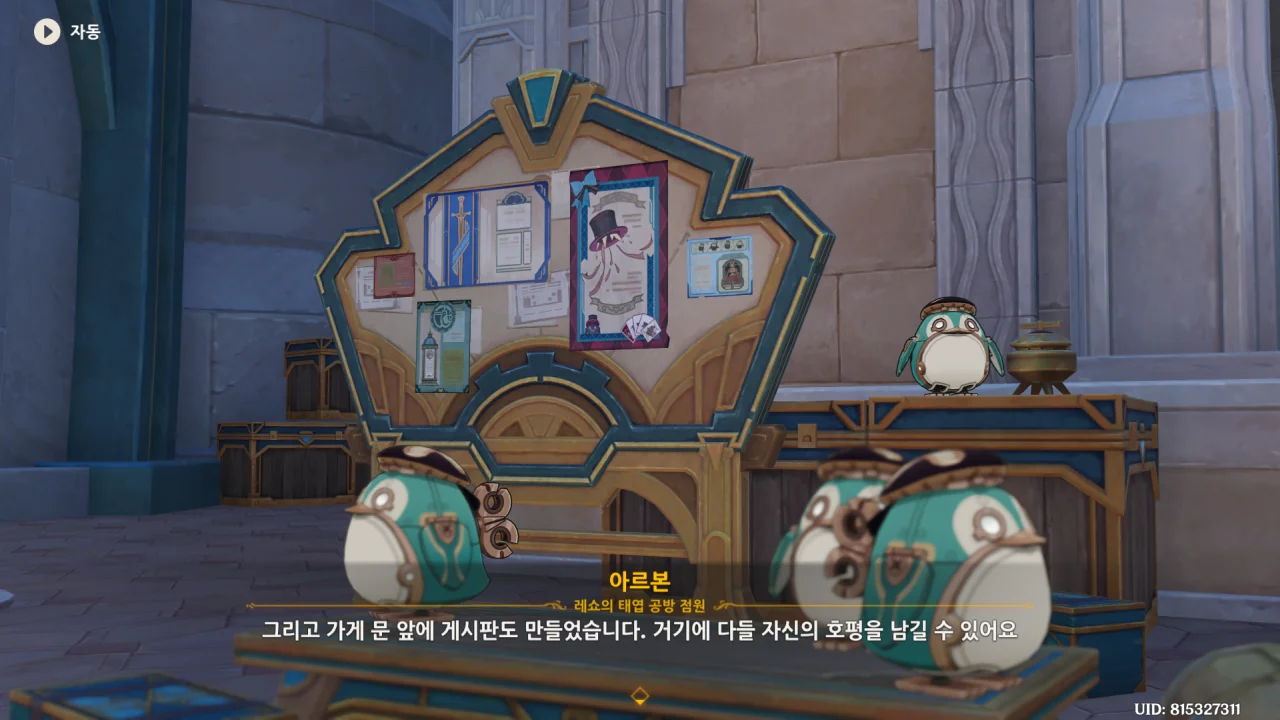 자동
아르본
레쇼의 태엽 공방 점원
그리고 가게 문 앞에 게시판도 만들었습니다. 거기에 다들 자신의 호평을 남길 수 있어요
UID: 815327311